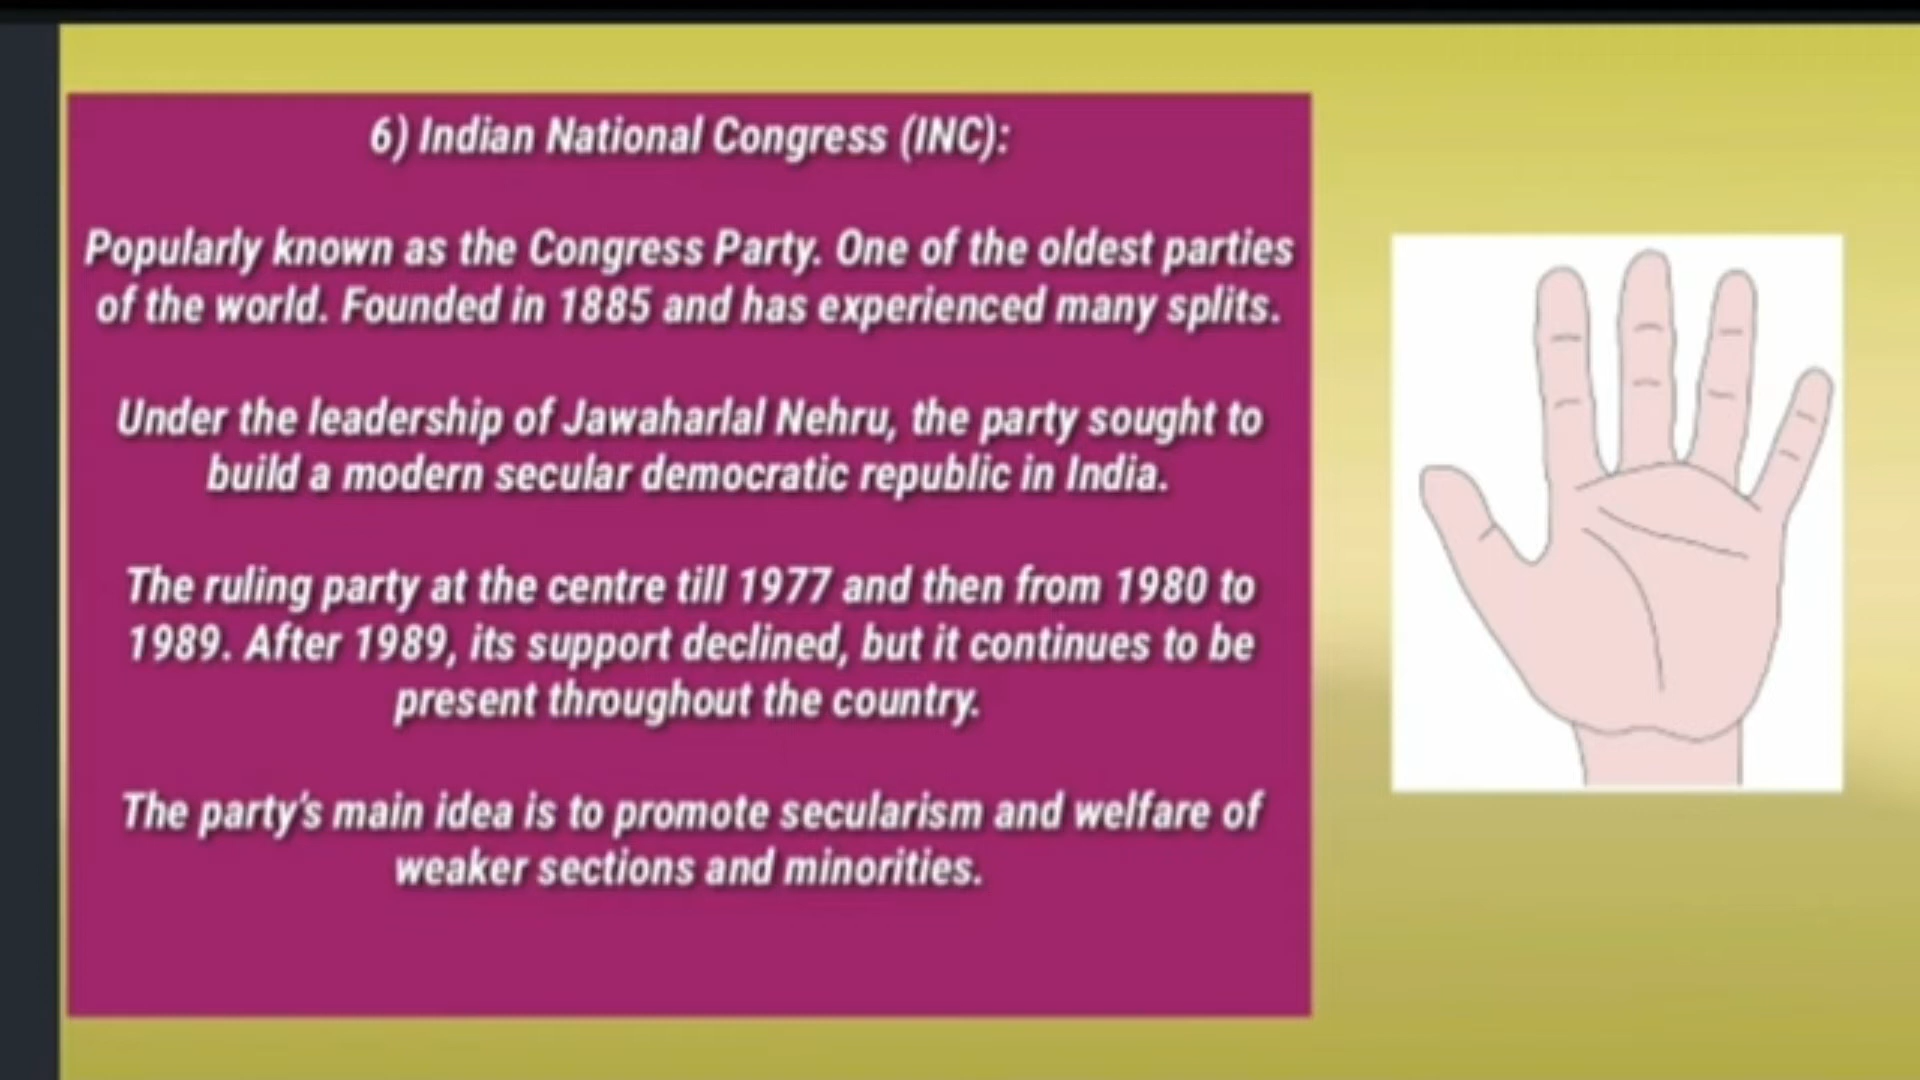 6) Indian National Congress (INC):
Popularly known as the Congress Party. One of the oldest parties
of the world. Founded in 1885 and has experienced many splits.
Under the leadership of Jawaharlal Nehru, the party sought to
build a modern secular democratic republic in India.
The ruling party at the centre till 1977 and then from 1980 to
1989. After 1989, its support declined, but it continues to be
present throughout the country.
The party's main idea is to promote secularism and welfare of
weaker sections and minorities.